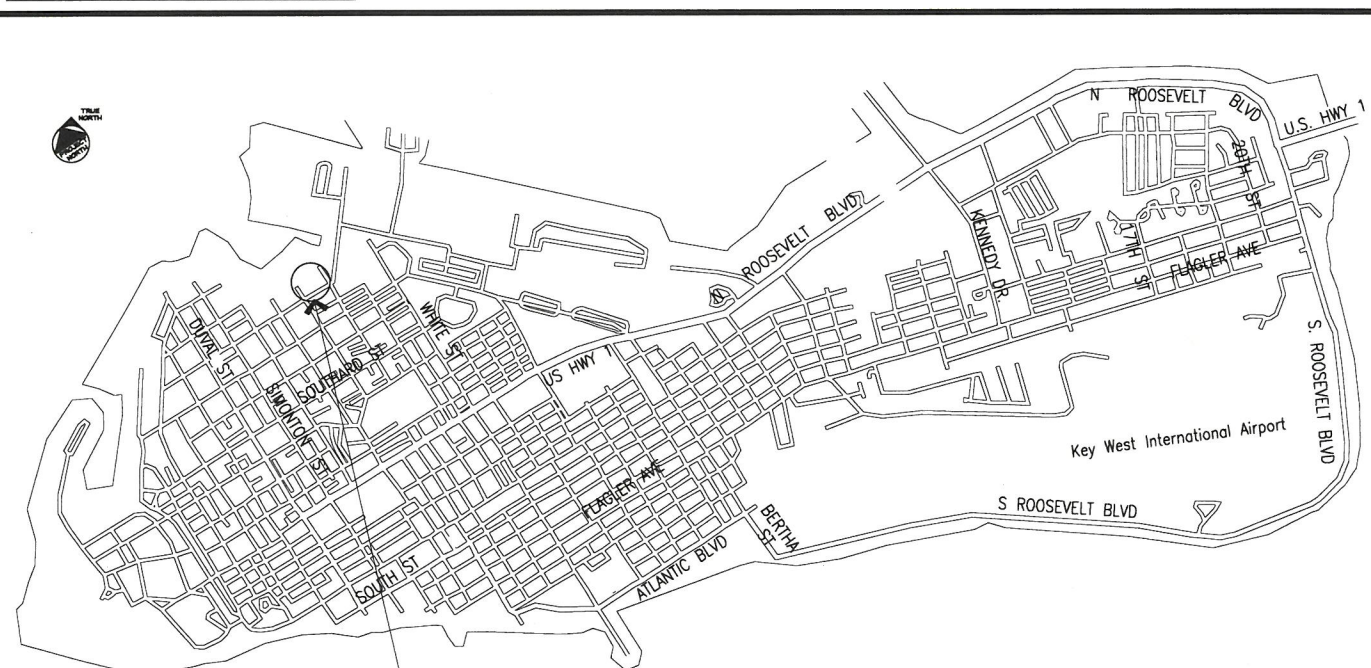 TRUE
NORTH
PROJECT
NORTH
N ROOSEVELT BLVD
U.S. HWY 1
20TH ST
KENNEDY DR
17TH ST
FLAGLER AVE
N ROOSEVELT BLVD
DUVAL ST
WHITE ST
SOUTHARD ST
SIMONTON ST
US HWY 1
S. ROOSEVELT BLVD
Key West International Airport
FLAGLER AVE
S ROOSEVELT BLVD
BERTHA
ST
ATLANTIC BLVD
SOUTH ST